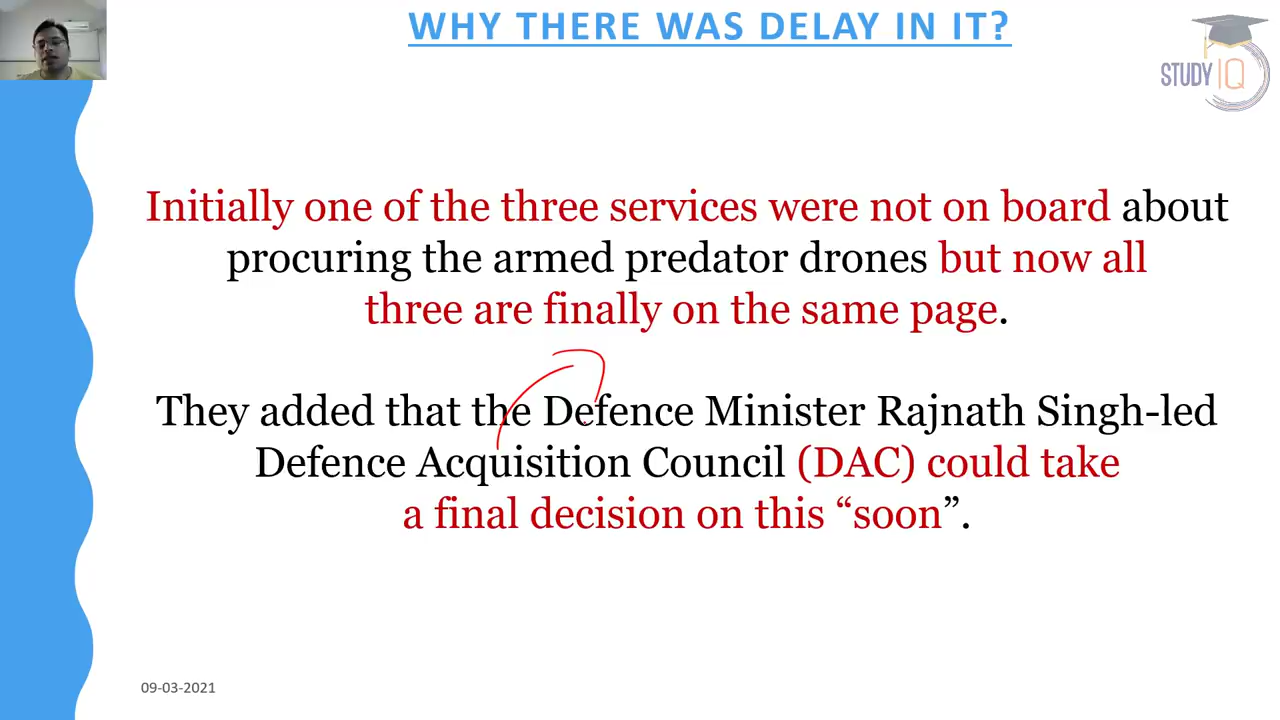 WHY THERE WAS DELAY IN IT?
STUDY IQ
Initially one of the three services were not on board about
procuring the armed predator drones but now all
three are finally on the same page.
They added that the Defence Minister Rajnath Singh-led
Defence Acquisition Council (DAC) could take
a final decision on this “soon”.
09-03-2021